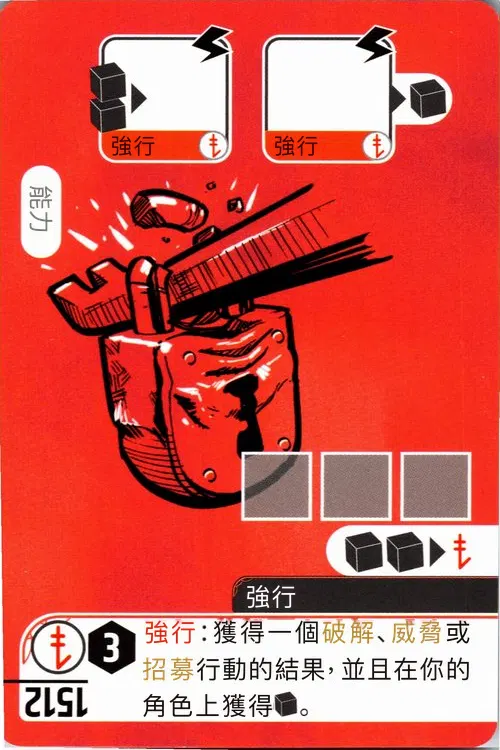 強行
強行
能力
強行
3
強行：獲得一個破解、威脅或
招募行動的結果，並且在你的
角色上獲得。
1512